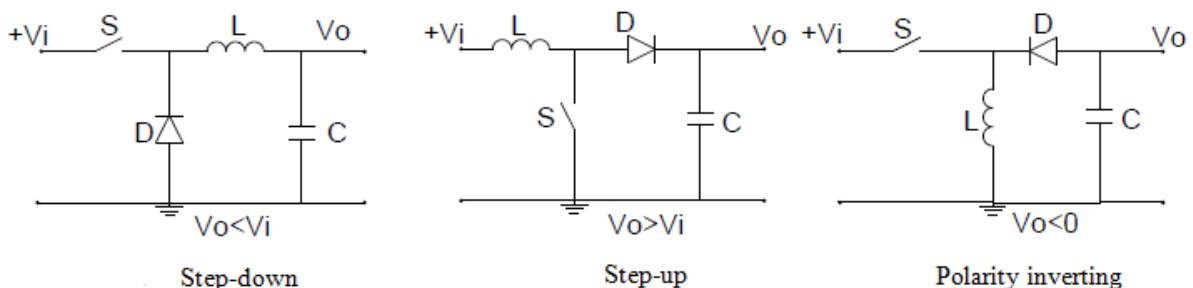 +Vi S L Vo
D C
Vo<Vi
Step-down
+Vi L D Vo
S C
Vo>Vi
Step-up
+Vi S D Vo
L C
Vo<0
Polarity inverting